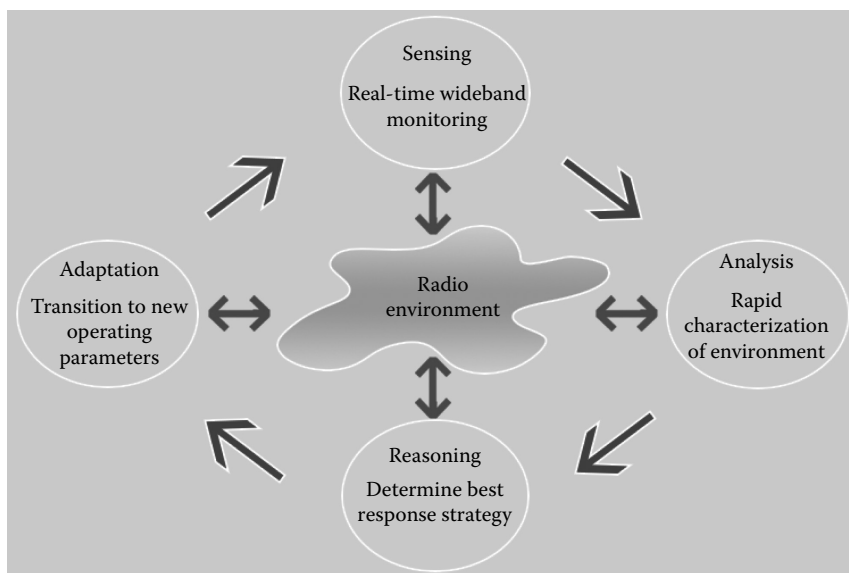 Sensing
Real-time wideband
monitoring
Adaptation
Transition to new
operating
parameters
Radio
environment
Analysis
Rapid
characterization
of environment
Reasoning
Determine best
response strategy